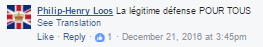 Philip-Henry Loos La légitime défense POUR TOUS
See Translation
Like · Reply · 1 · December 21, 2016 at 3:45pm